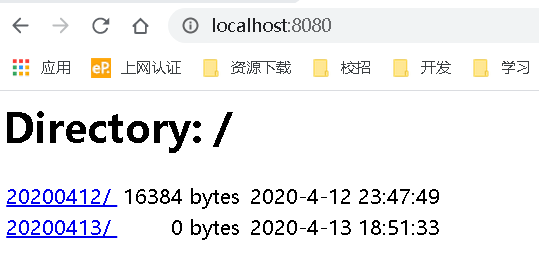 localhost:8080
应用 eP. 上网认证 资源下载 校招 开发 学习
Directory: /
20200412/ 16384 bytes 2020-4-12 23:47:49
20200413/ 0 bytes 2020-4-13 18:51:33